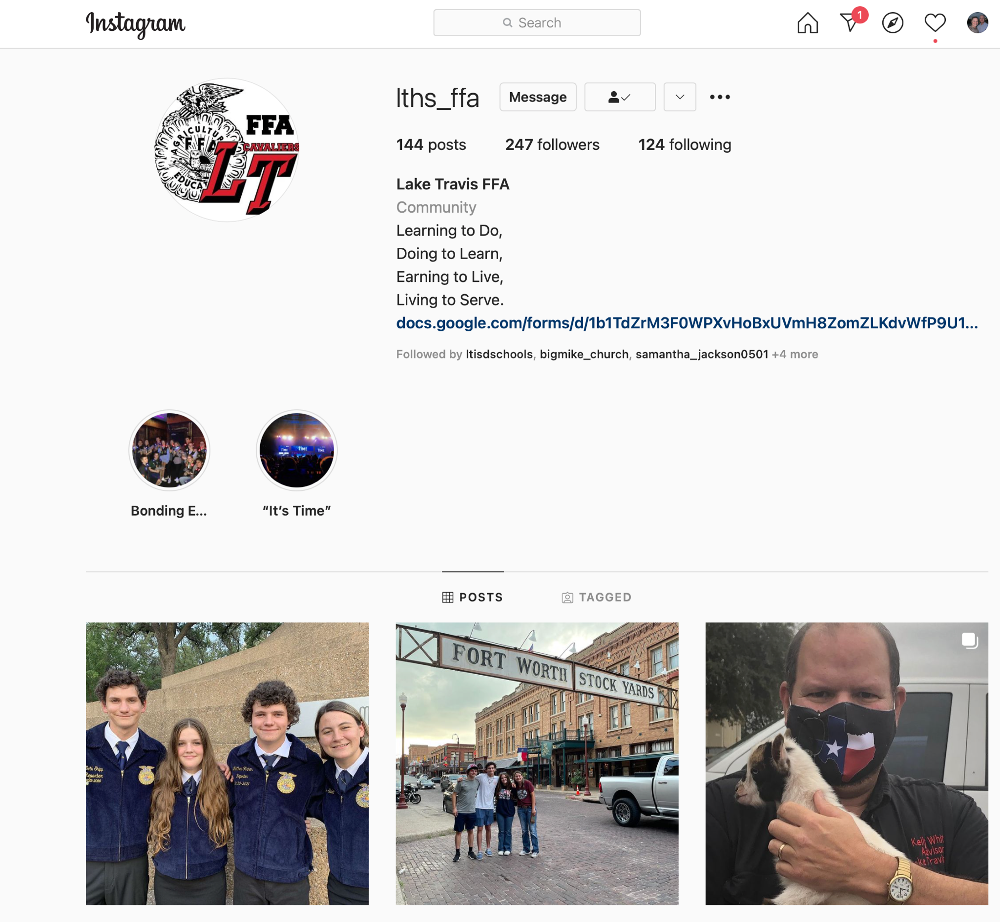 Instagram
Search
1
FFA
CAVALIERS
AGRICULTUR
FFA
EDUCA
LT
lths_ffa
Message
144 posts 247 followers 124 following
Lake Travis FFA
Community
Learning to Do,
Doing to Learn,
Earning to Live,
Living to Serve.
docs.google.com/forms/d/1b1TdZrM3F0WPXvHoBxUVmH8ZomZLKdvWfP9U1...
Followed by ltisdschools, bigmike_church, samantha_jackson0501 +4 more
TIME
Bonding E...
“It’s Time”
POSTS
TAGGED
Seth Shipp
Reporter
2019-2020
Fisher
Reporter
2020-2021
FORT WORTH STOCK YARDS
Kelly Whit
Advisor
keTravi